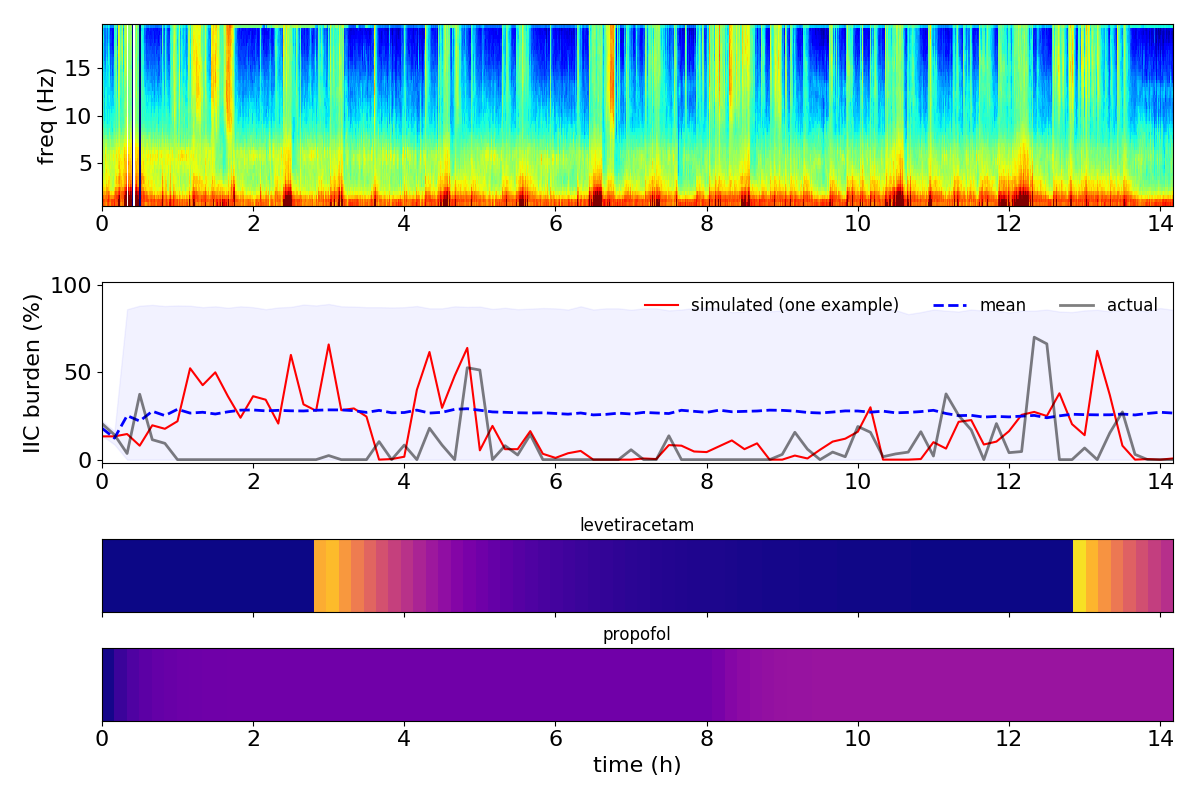 15
10
5
freq (Hz)
0 2 4 6 8 10 12 14
100
50
0
IIC burden (%)
simulated (one example) mean actual
0 2 4 6 8 10 12 14
levetiracetam
propofol
0 2 4 6 8 10 12 14
time (h)